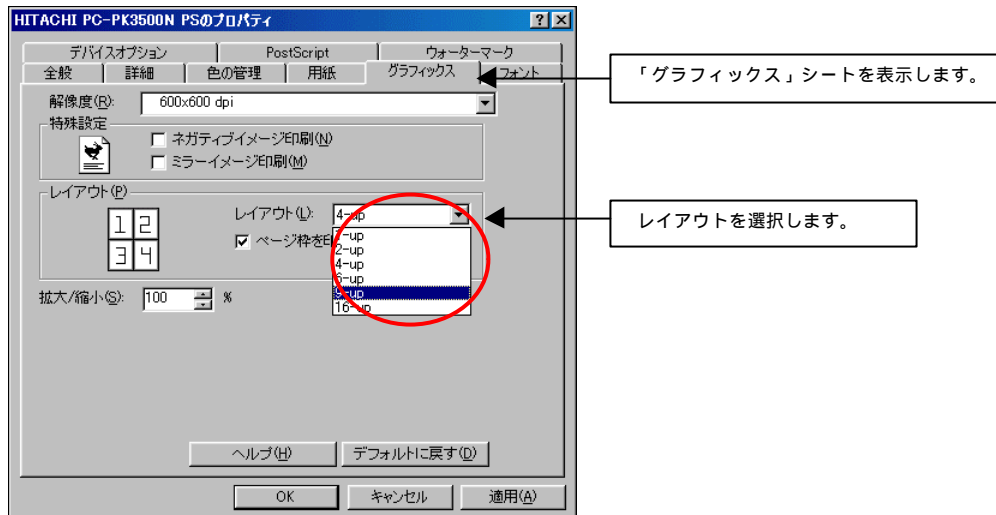 HITACHI PC-PK3500N PSのプロパティ
デバイスオプション PostScript ウォーターマーク
全般 詳細 色の管理 用紙 グラフィックス フォント
「グラフィックス」シートを表示します。
解像度(R): 600x600 dpi
特殊設定
ネガティブイメージ印刷(N)
ミラーイメージ印刷(M)
レイアウト(P)
1 2
3 4
レイアウト(L): 4-up
レイアウトを選択します。
ページ枠を
1-up
2-up
4-up
6-up
9-up
16-up
拡大/縮小(S): 100 %
ヘルプ(H) デフォルトに戻す(D)
OK キャンセル 適用(A)